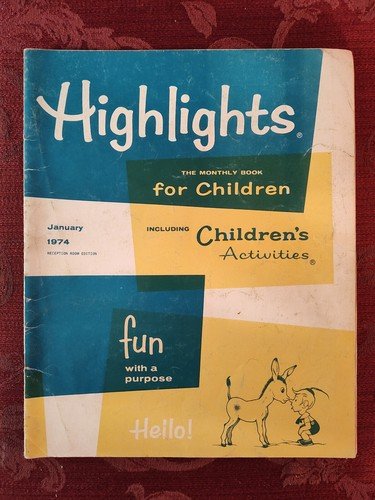 Highlights®
THE MONTHLY BOOK
for Children
January
1974
RECEPTION ROOM EDITION
INCLUDING Children's
Activities®
fun
with a
purpose
Hello!